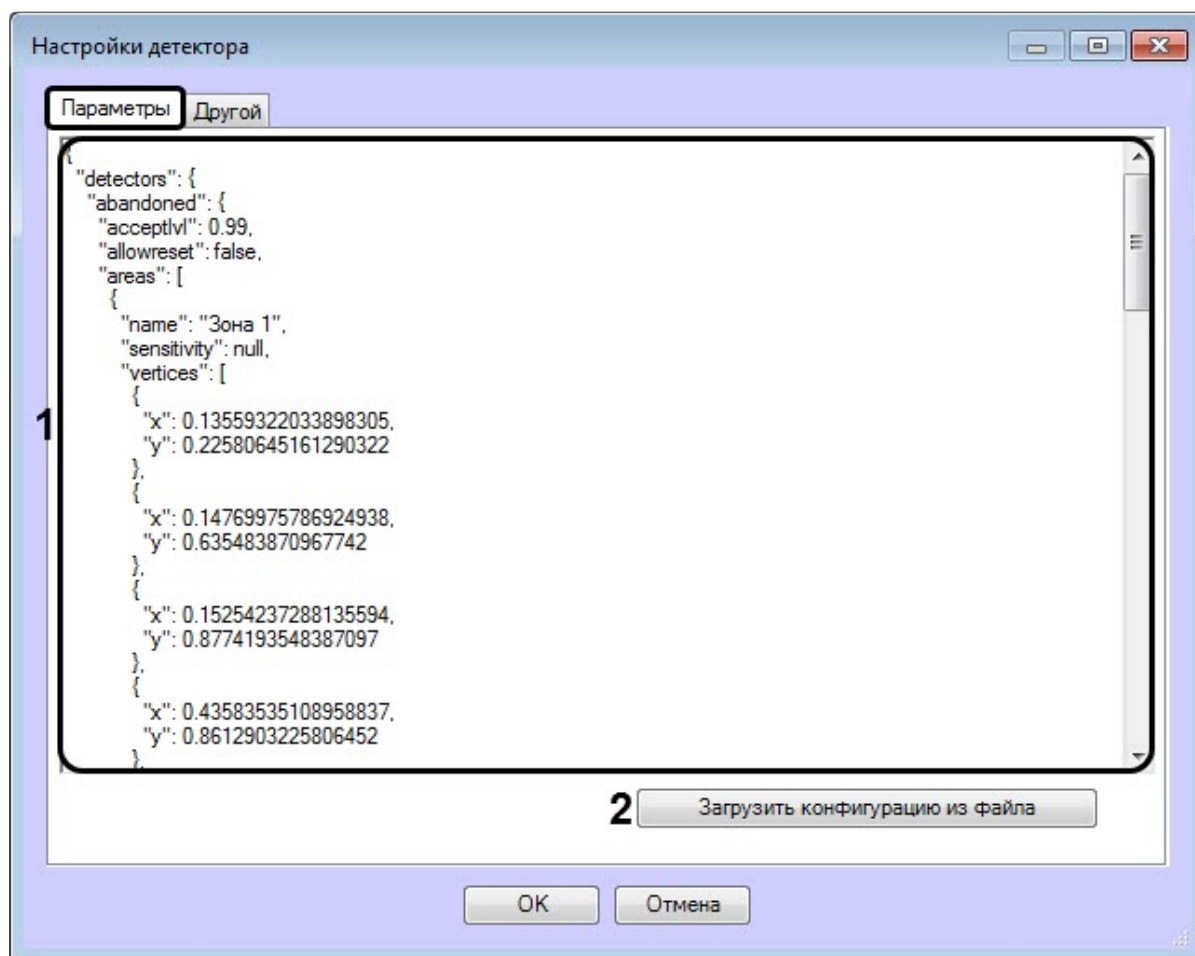 Настройки детектора
Параметры Другой
{
"detectors": {
"abandoned": {
"acceptlvl": 0.99,
"allowreset": false,
"areas": [
{
"name": "Зона 1",
"sensitivity": null,
"vertices": [
{
"x": 0.13559322033898305,
"y": 0.22580645161290322
},
{
"x": 0.14769975786924938,
"y": 0.635483870967742
},
{
"x": 0.15254237288135594,
"y": 0.8774193548387097
},
{
"x": 0.43583535108958837,
"y": 0.8612903225806452
},
1
2 Загрузить конфигурацию из файла
OK Отмена